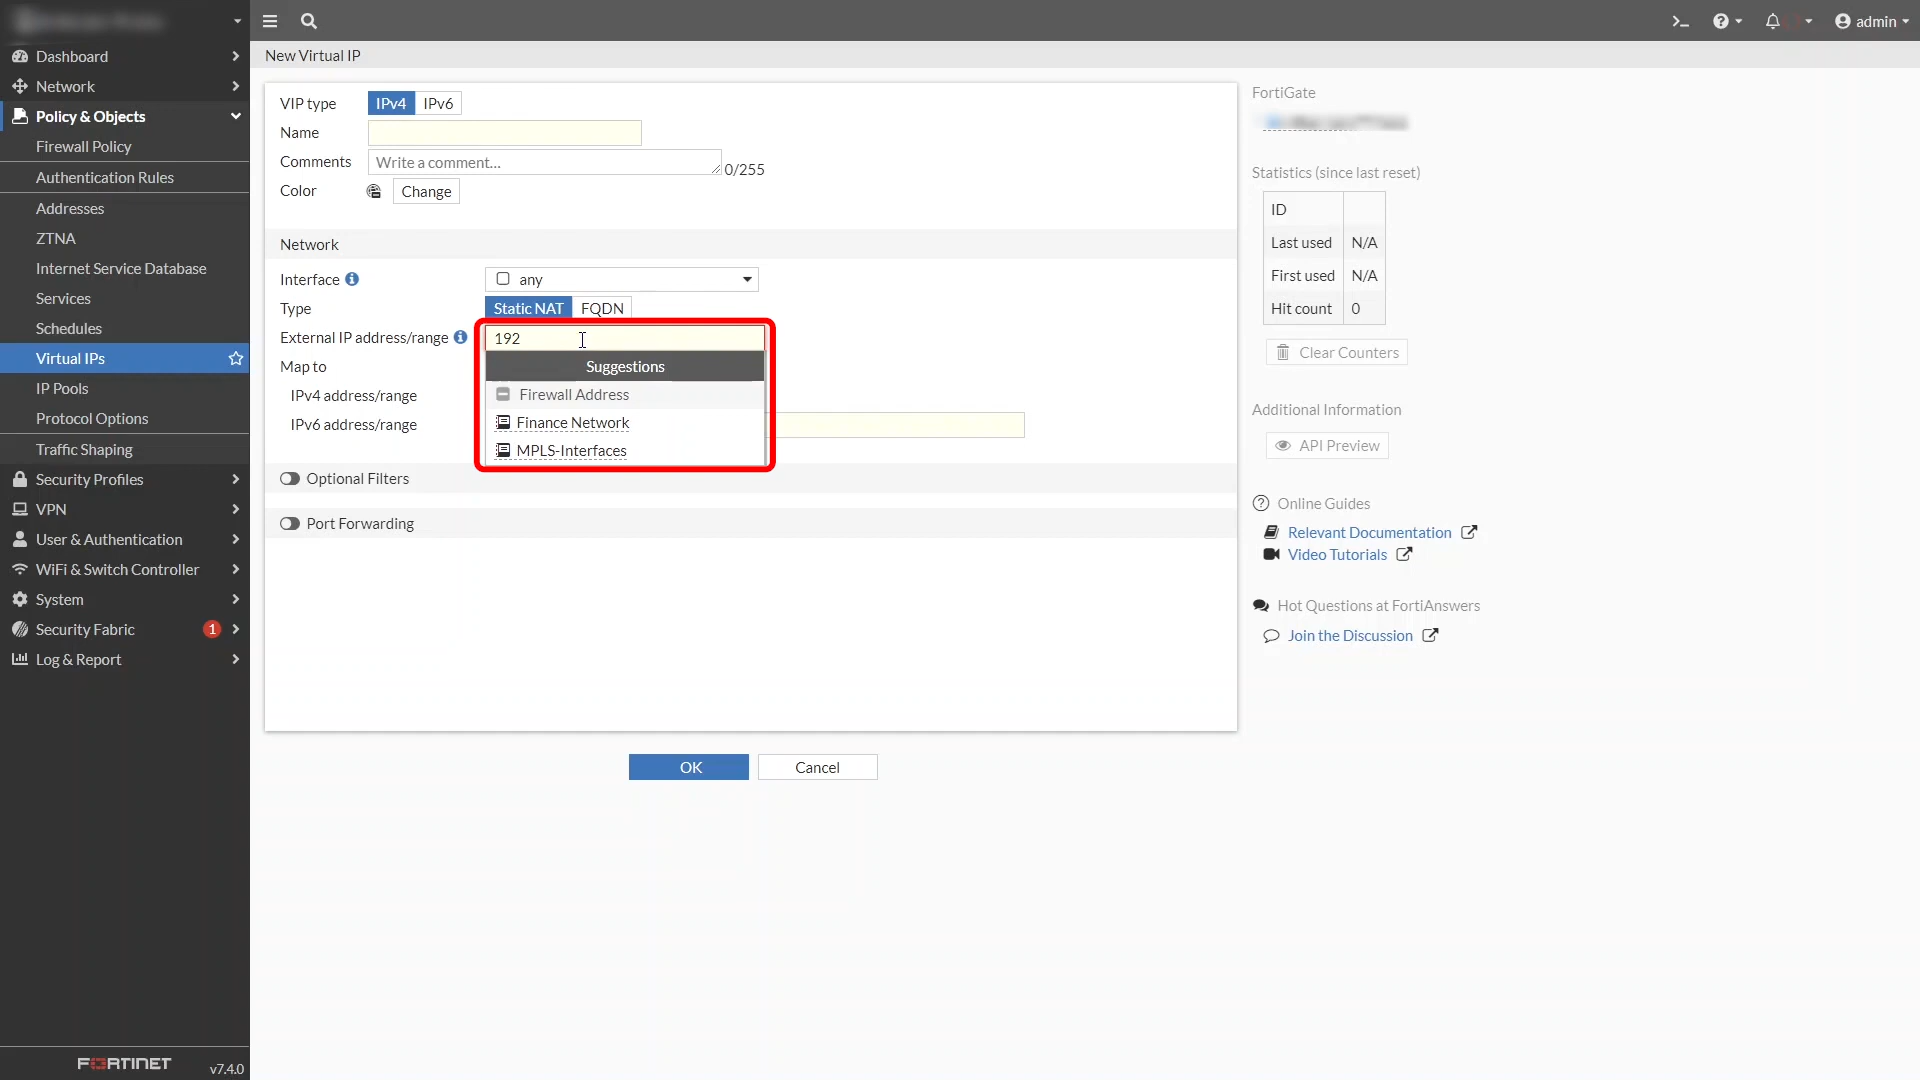 admin
Dashboard
Network
Policy & Objects
Firewall Policy
Authentication Rules
Addresses
ZTNA
Internet Service Database
Services
Schedules
Virtual IPs
IP Pools
Protocol Options
Traffic Shaping
Security Profiles
VPN
User & Authentication
WiFi & Switch Controller
System
Security Fabric 1
Log & Report
FORTINET v7.4.0
New Virtual IP
VIP type IPv4 IPv6
Name
Comments Write a comment... 0/255
Color Change
Network
Interface any
Type Static NAT FQDN
External IP address/range 192
Suggestions
Map to
Firewall Address
IPv4 address/range
Finance Network
IPv6 address/range
MPLS-Interfaces
Optional Filters
Port Forwarding
OK Cancel
FortiGate
Statistics (since last reset)
ID
Last used N/A
First used N/A
Hit count 0
Clear Counters
Additional Information
API Preview
Online Guides
Relevant Documentation
Video Tutorials
Hot Questions at FortiAnswers
Join the Discussion